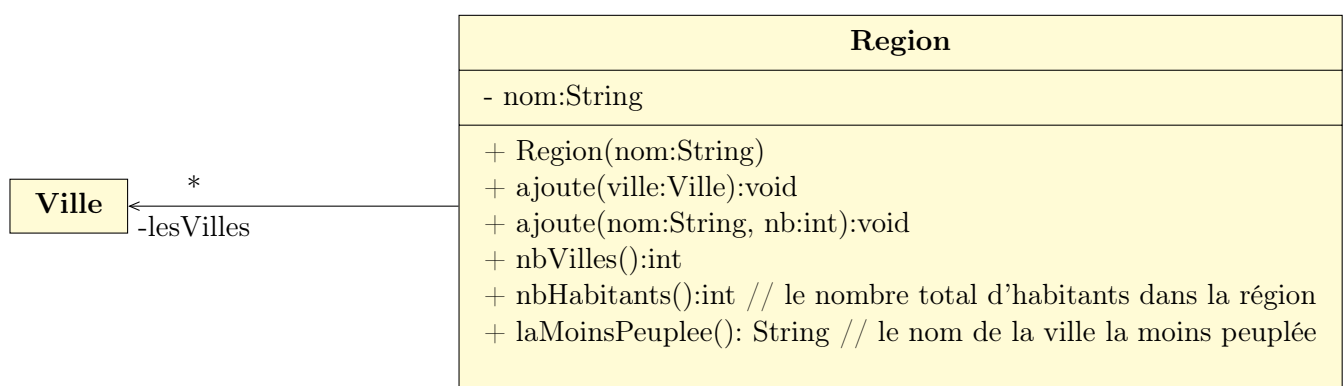 Region
- nom:String
+ Region(nom:String)
+ ajoute(ville:Ville):void
+ ajoute(nom:String, nb:int):void
+ nbVilles():int
+ nbHabitants():int // le nombre total d'habitants dans la région
+ laMoinsPeuplee(): String // le nom de la ville la moins peuplée
Ville
*
-lesVilles